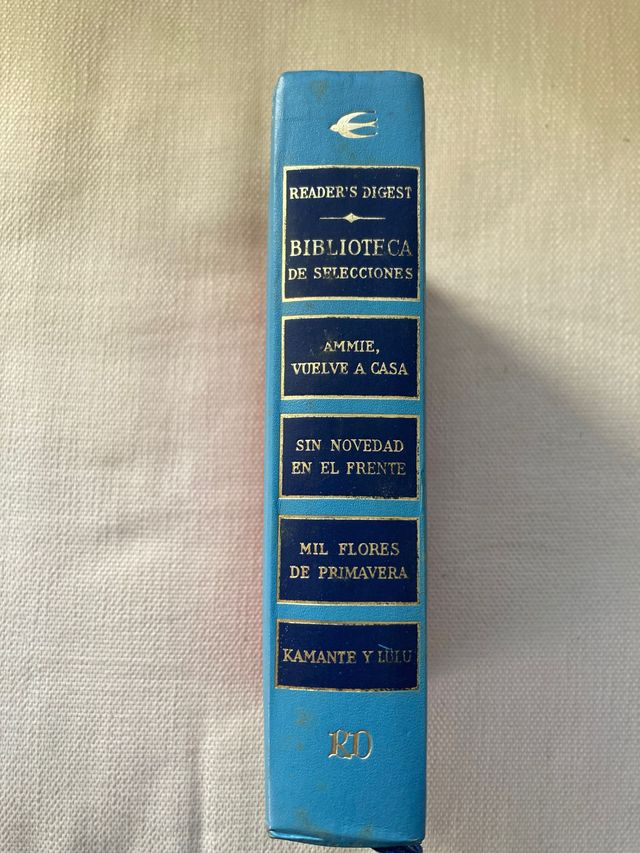 READER'S DIGEST
BIBLIOTECA
DE SELECCIONES
AMMIE,
VUELVE A CASA
SIN NOVEDAD
EN EL FRENTE
MIL FLORES
DE PRIMAVERA
KAMANTE Y LULU
RD